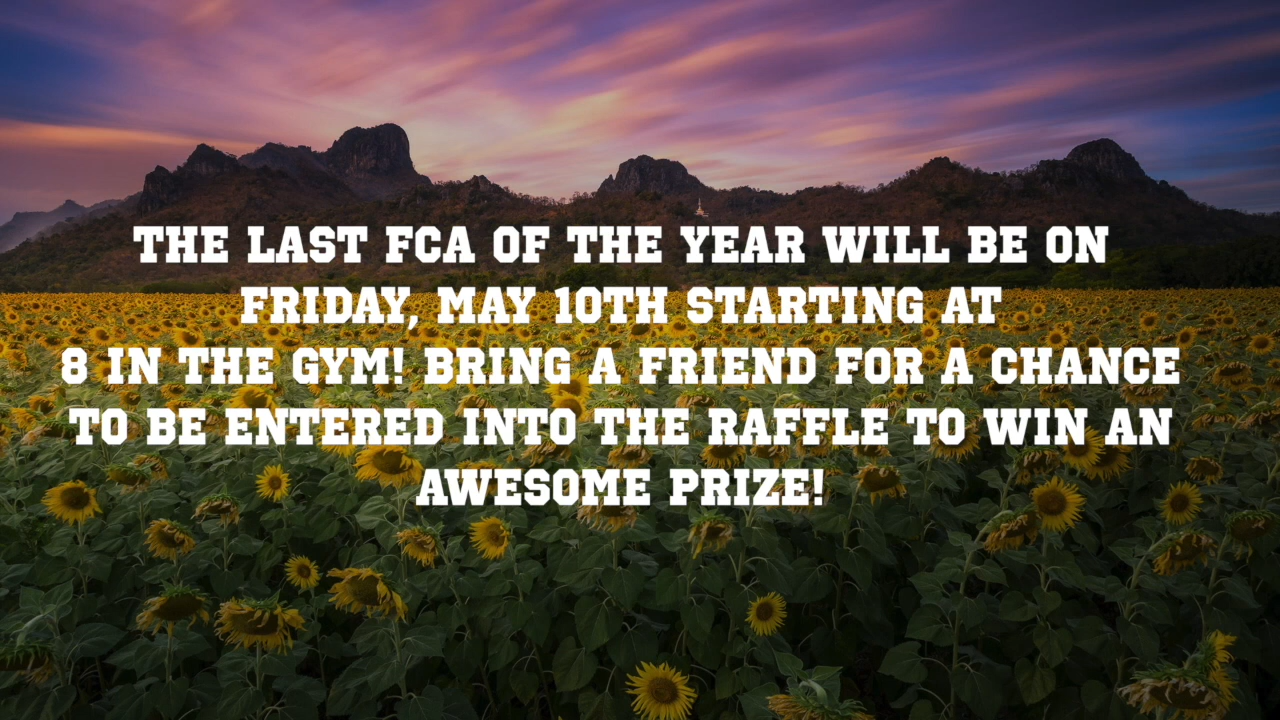 THE LAST FCA OF THE YEAR WILL BE ON
FRIDAY, MAY 10TH STARTING AT
8 IN THE GYM! BRING A FRIEND FOR A CHANCE
TO BE ENTERED INTO THE RAFFLE TO WIN AN
AWESOME PRIZE!